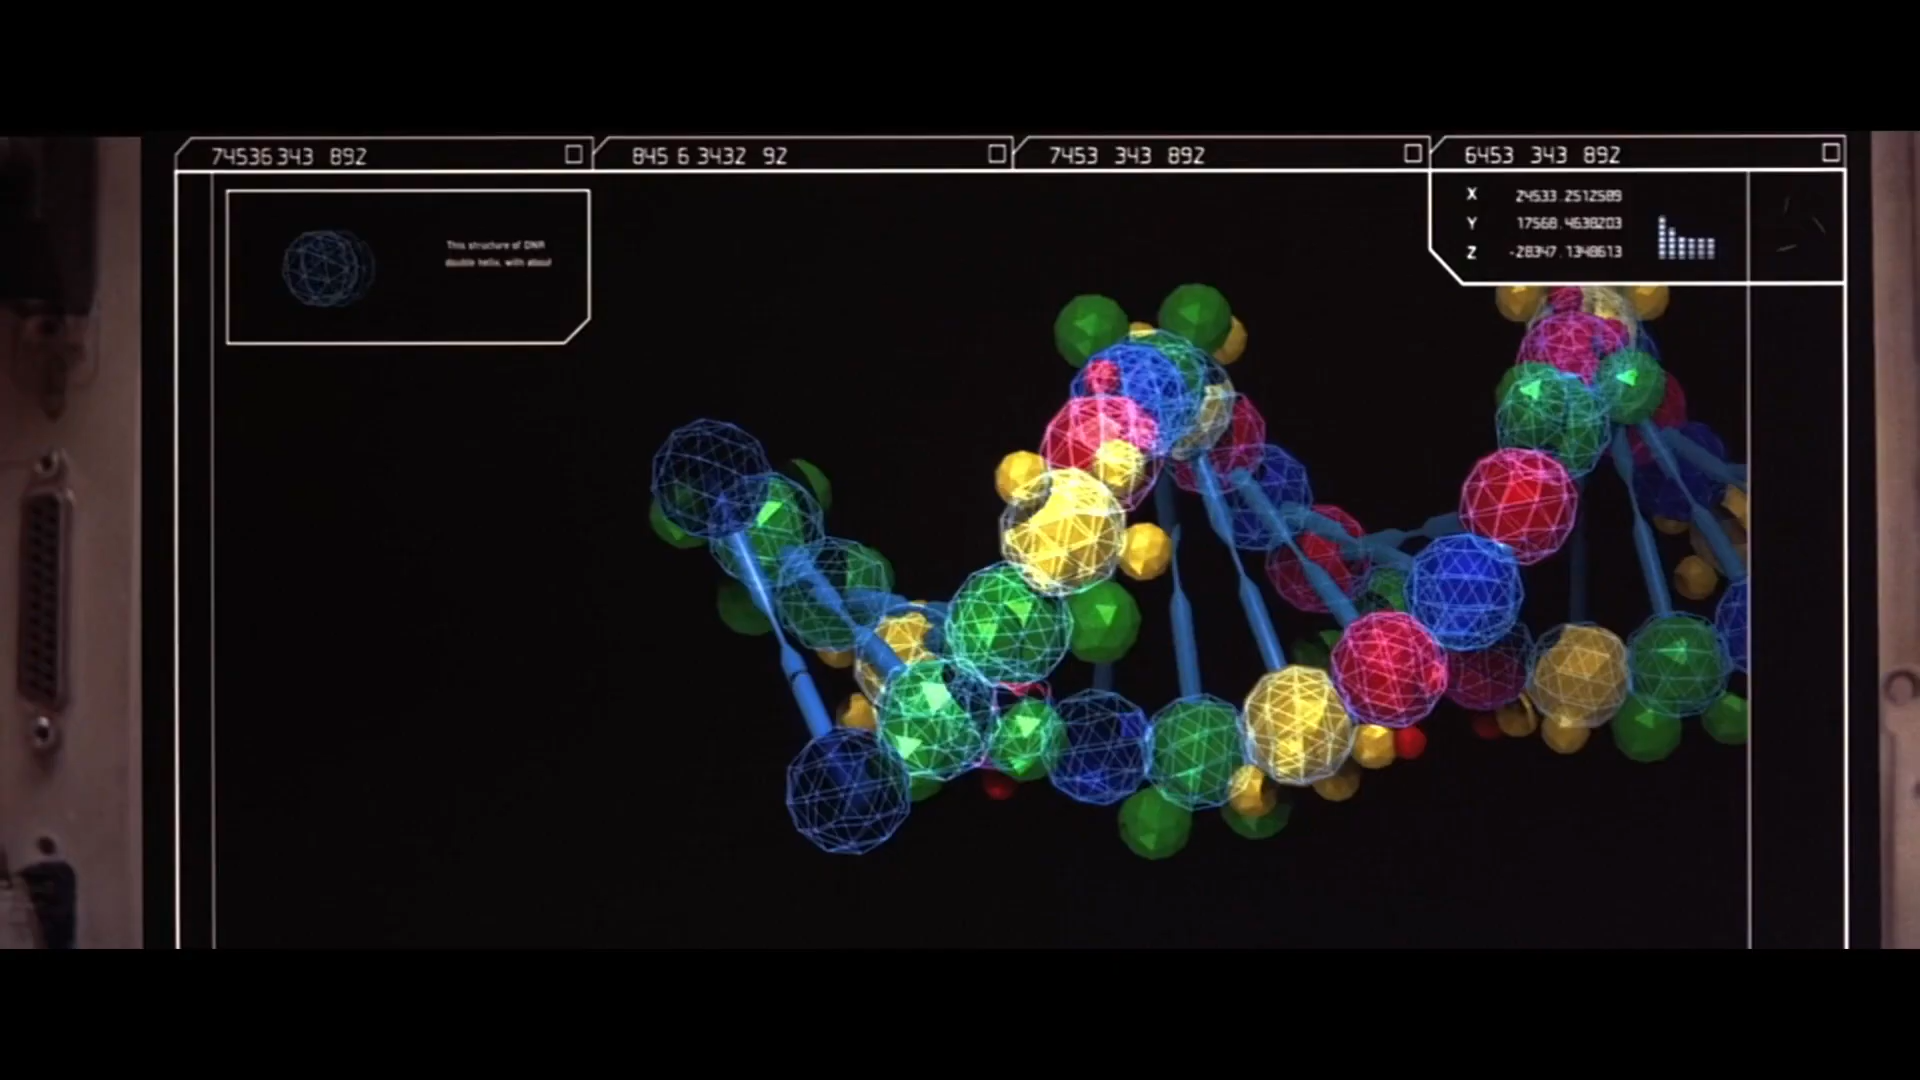 74536 343 892
845 6 3432 92
7453 343 892
6453 343 892
This structure of DNA
double helix, with about
X 24533.2512589
Y 17568.4638203
Z -28347.1348613